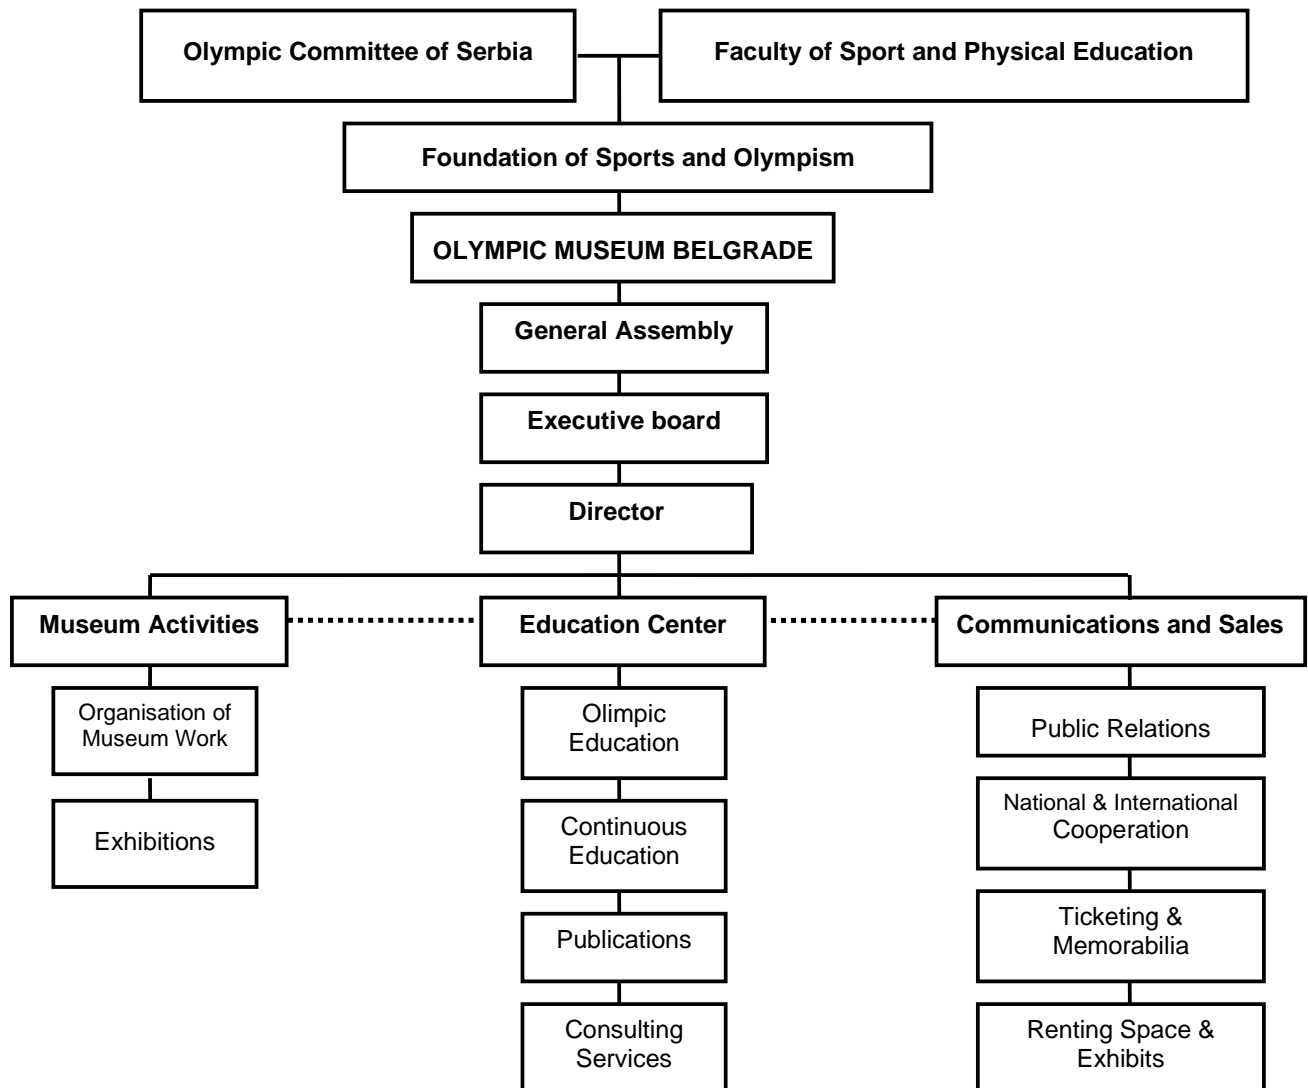 Olympic Committee of Serbia
Faculty of Sport and Physical Education
Foundation of Sports and Olympism
OLYMPIC MUSEUM BELGRADE
General Assembly
Executive board
Director
Museum Activities
Education Center
Communications and Sales
Organisation of
Museum Work
Exhibitions
Olimpic
Education
Continuous
Education
Publications
Consulting
Services
Public Relations
National & International
Cooperation
Ticketing &
Memorabilia
Renting Space &
Exhibits